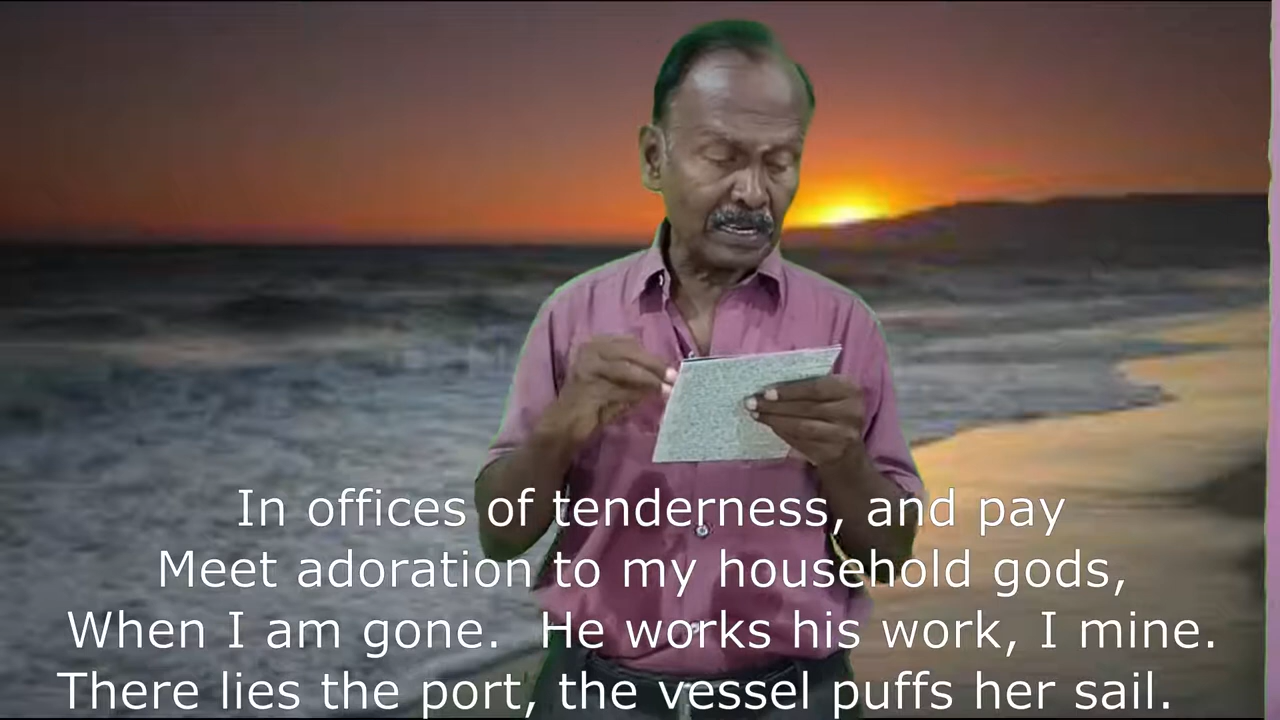 In offices of tenderness, and pay
Meet adoration to my household gods,
When I am gone.  He works his work, I mine.
There lies the port, the vessel puffs her sail.